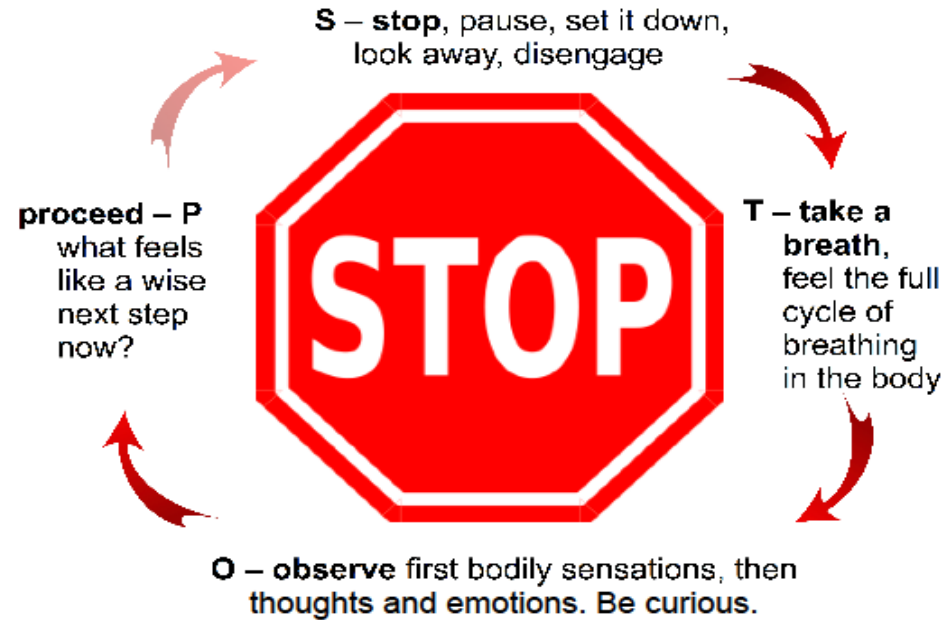 S – stop, pause, set it down,
look away, disengage
T – take a
breath,
feel the full
cycle of
breathing
in the body
O – observe first bodily sensations, then
thoughts and emotions. Be curious.
proceed – P
what feels
like a wise
next step
now?
STOP